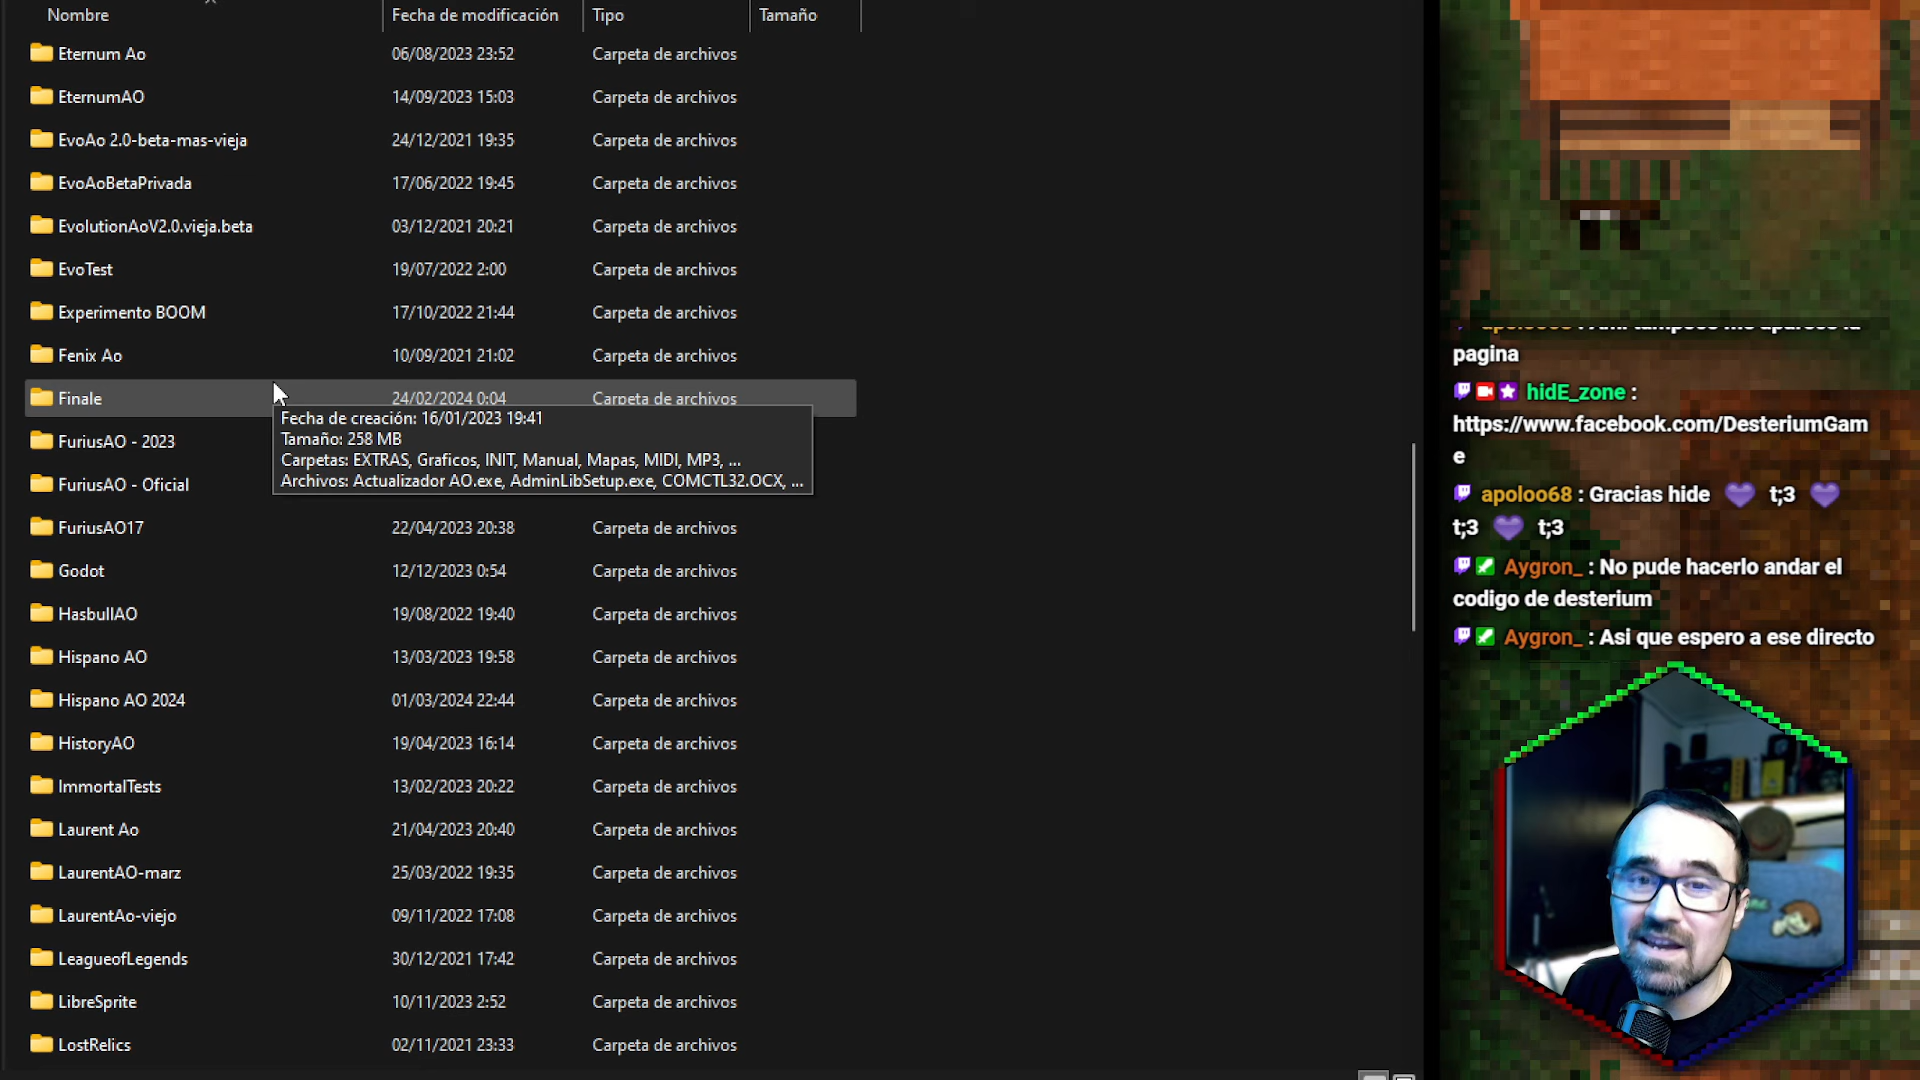 Nombre Fecha de modificación Tipo Tamaño
Eternum Ao 06/08/2023 23:52 Carpeta de archivos
EternumAO 14/09/2023 15:03 Carpeta de archivos
EvoAo 2.0-beta-mas-vieja 24/12/2021 19:35 Carpeta de archivos
EvoAoBetaPrivada 17/06/2022 19:45 Carpeta de archivos
EvolutionAoV2.0.vieja.beta 03/12/2021 20:21 Carpeta de archivos
EvoTest 19/07/2022 2:00 Carpeta de archivos
Experimento BOOM 17/10/2022 21:44 Carpeta de archivos
Fenix Ao 10/09/2021 21:02 Carpeta de archivos
Finale 24/02/2024 0:04 Carpeta de archivos
Fecha de creación: 16/01/2023 19:41
Tamaño: 258 MB
Carpetas: EXTRAS, Graficos, INIT, Manual, Mapas, MIDI, MP3, ...
Archivos: Actualizador AO.exe, AdminLibSetup.exe, COMCTL32.OCX, ...
FuriusAO - 2023
FuriusAO - Oficial
FuriusAO17 22/04/2023 20:38 Carpeta de archivos
Godot 12/12/2023 0:54 Carpeta de archivos
HasbullAO 19/08/2022 19:40 Carpeta de archivos
Hispano AO 13/03/2023 19:58 Carpeta de archivos
Hispano AO 2024 01/03/2024 22:44 Carpeta de archivos
HistoryAO 19/04/2023 16:14 Carpeta de archivos
ImmortalTests 13/02/2023 20:22 Carpeta de archivos
Laurent Ao 21/04/2023 20:40 Carpeta de archivos
LaurentAO-marz 25/03/2022 19:35 Carpeta de archivos
LaurentAo-viejo 09/11/2022 17:08 Carpeta de archivos
LeagueofLegends 30/12/2021 17:42 Carpeta de archivos
LibreSprite 10/11/2023 2:52 Carpeta de archivos
LostRelics 02/11/2021 23:33 Carpeta de archivos
pagina
hidE_zone :
https://www.facebook.com/DesteriumGam
e
apoloo68 : Gracias hide t;3
t;3 t;3
Aygron_ : No pude hacerlo andar el
codigo de desterium
Aygron_ : Asi que espero a ese directo